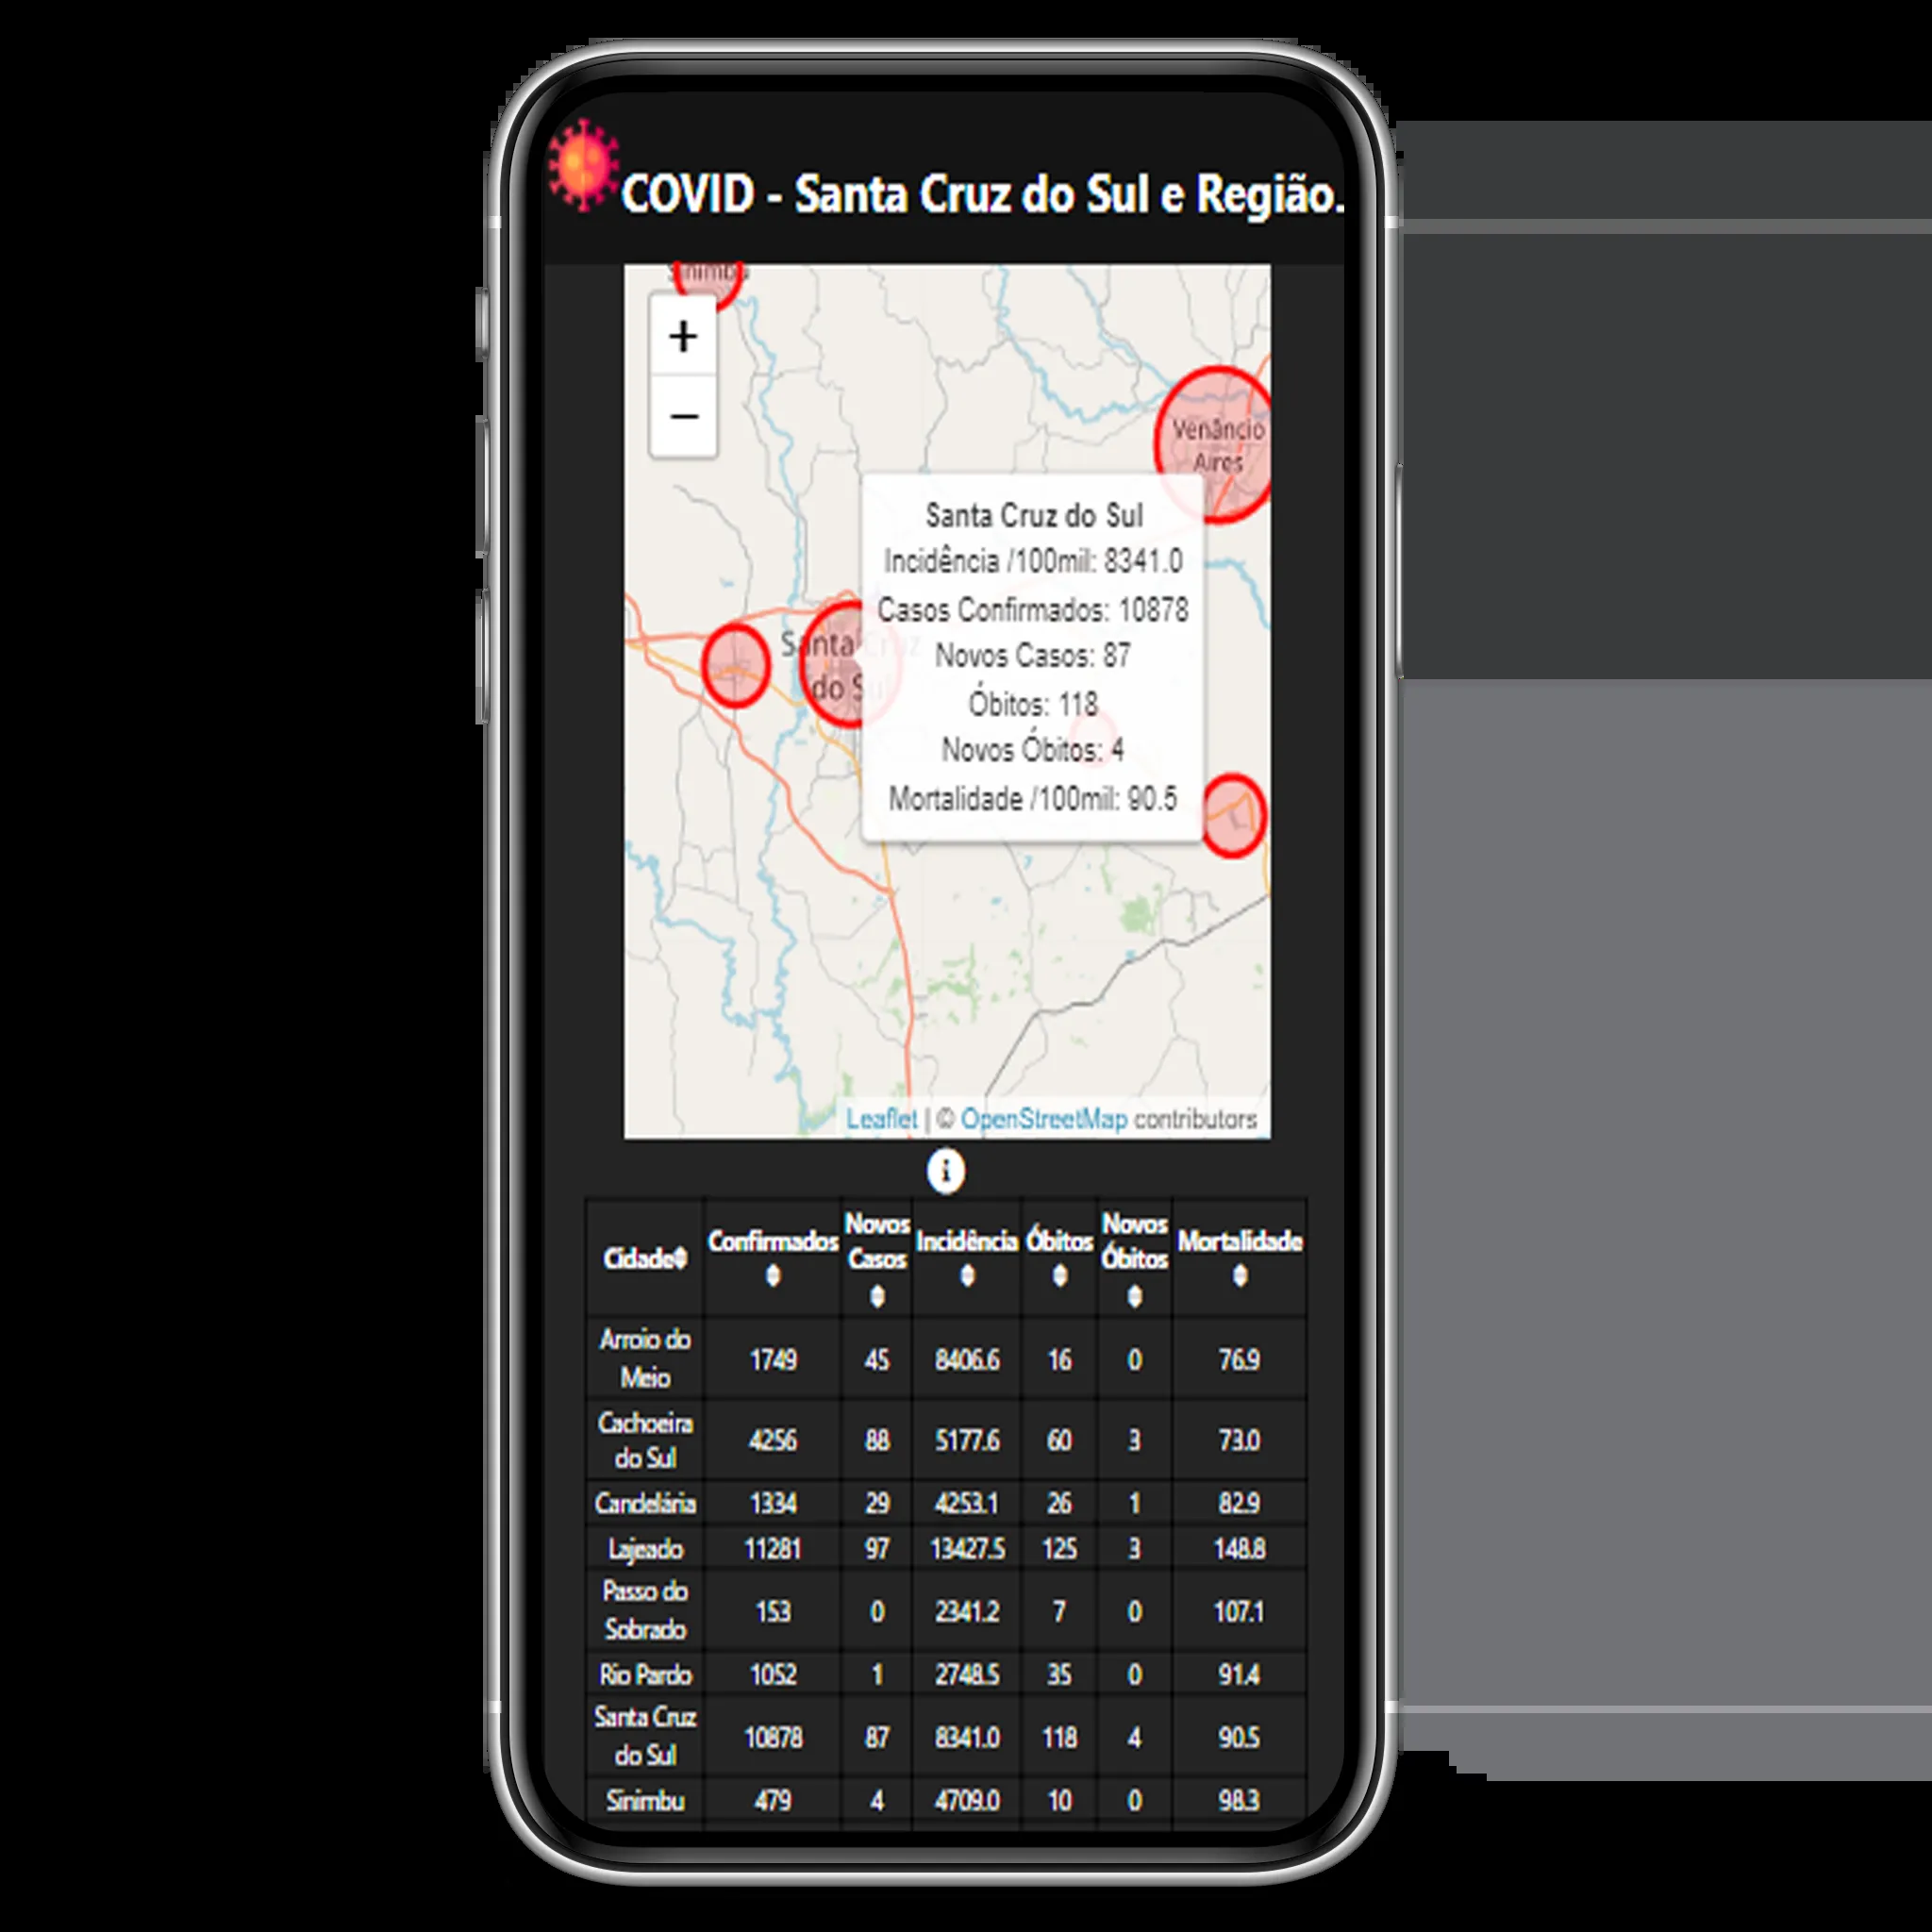 COVID - Santa Cruz do Sul e Região.
Sinimbu
+
−
Venâncio
Aires
Santa Cruz
do Sul
Santa Cruz do Sul
Incidência /100mil: 8341.0
Casos Confirmados: 10878
Novos Casos: 87
Óbitos: 118
Novos Óbitos: 4
Mortalidade /100mil: 90.5
Leaflet | © OpenStreetMap contributors
i
Cidade Confirmados Novos Casos Incidência Óbitos Novos Óbitos Mortalidade
Arroio do Meio 1749 45 8406.6 16 0 76.9
Cachoeira do Sul 4256 88 5177.6 60 3 73.0
Candelária 1334 29 4253.1 26 1 82.9
Lajeado 11281 97 13427.5 125 3 148.8
Passo do Sobrado 153 0 2341.2 7 0 107.1
Rio Pardo 1052 1 2748.5 35 0 91.4
Santa Cruz do Sul 10878 87 8341.0 118 4 90.5
Sinimbu 479 4 4709.0 10 0 98.3